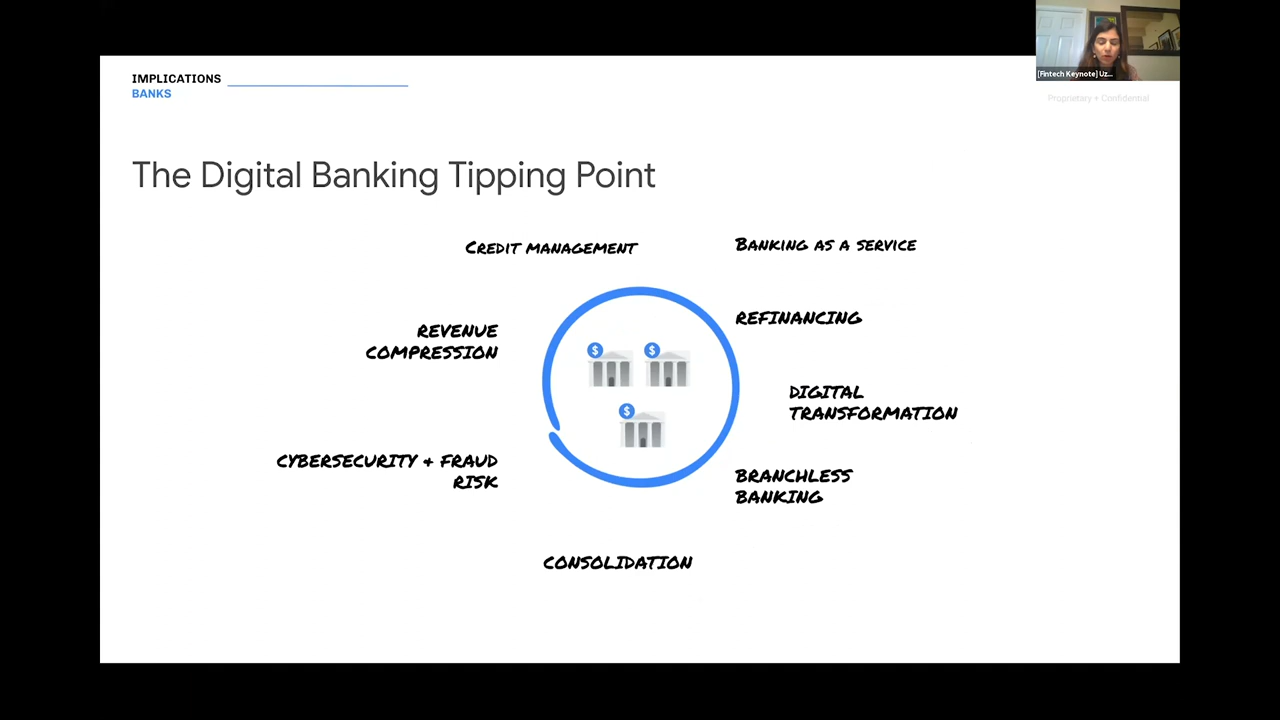 IMPLICATIONS
BANKS
[Fintech Keynote] Uz...
Proprietary + Confidential
The Digital Banking Tipping Point
Credit management
Banking as a service
REFINANCING
REVENUE
COMPRESSION
DIGITAL
TRANSFORMATION
CYBERSECURITY & FRAUD
RISK
BRANCHLESS
BANKING
CONSOLIDATION
$
$
$